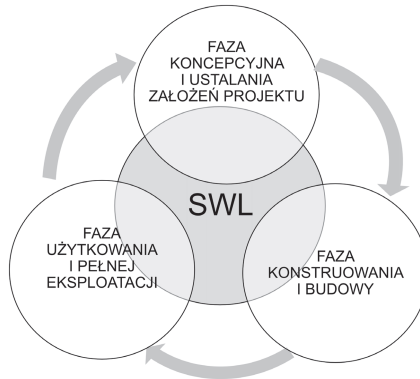 FAZA
KONCEPCYJNA
I USTALANIA
ZAŁOŻEŃ PROJEKTU
SWL
FAZA
UŻYTKOWANIA
I PEŁNEJ
EKSPLOATACJI
FAZA
KONSTRUOWANIA
I BUDOWY